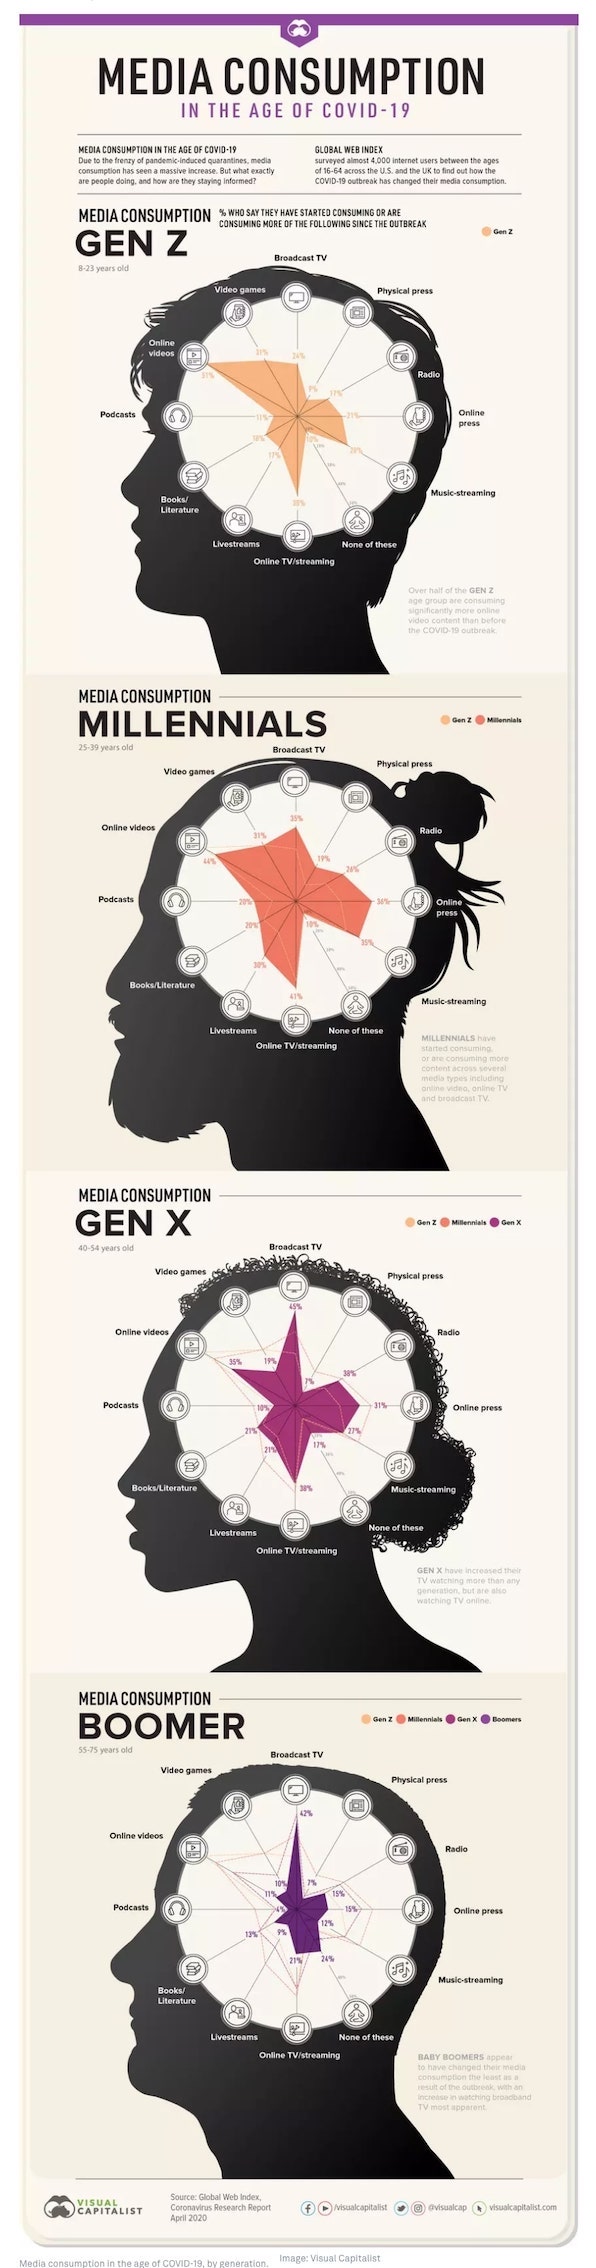 MEDIA CONSUMPTION
IN THE AGE OF COVID-19
MEDIA CONSUMPTION IN THE AGE OF COVID-19
Due to the frenzy of pandemic-induced quarantines, media
consumption has seen a massive increase. But what exactly
are people doing, and how are they staying informed?
GLOBAL WEB INDEX
surveyed almost 4,000 internet users between the ages
of 16-64 across the U.S. and the UK to find out how the
COVID-19 outbreak has changed their media consumption.
MEDIA CONSUMPTION
GEN Z
8-23 years old
% WHO SAY THEY HAVE STARTED CONSUMING OR ARE
CONSUMING MORE OF THE FOLLOWING SINCE THE OUTBREAK
Gen Z
Broadcast TV
Video games
Physical press
Online
videos
Radio
Podcasts
Online
press
Books/
Literature
Music-streaming
Livestreams
None of these
Online TV/streaming
31%
24%
51%
9%
17%
11%
21%
18%
28%
17%
10%
38%
Over half of the GEN Z
age group are consuming
significantly more online
video content than before
the COVID-19 outbreak.
MEDIA CONSUMPTION
MILLENNIALS
25-39 years old
Gen Z Millennials
Broadcast TV
Video games
Physical press
Online videos
Radio
Podcasts
Online
press
Books/Literature
Music-streaming
Livestreams
None of these
Online TV/streaming
35%
31%
19%
44%
26%
20%
36%
20%
10%
35%
30%
41%
MILLENNIALS have
started consuming,
or are consuming more
content across several
media types including
online video, online TV
and broadcast TV.
MEDIA CONSUMPTION
GEN X
40-54 years old
Gen Z Millennials Gen X
Broadcast TV
Video games
Physical press
Online videos
Radio
Podcasts
Online press
Books/Literature
Music-streaming
Livestreams
None of these
Online TV/streaming
45%
35%
19%
7%
38%
10%
31%
21%
27%
21%
17%
38%
GEN X have increased their
TV watching more than any
generation, but are also
watching TV online.
MEDIA CONSUMPTION
BOOMER
55-75 years old
Gen Z Millennials Gen X Boomers
Broadcast TV
Video games
Physical press
Online videos
Radio
Podcasts
Online press
Books/
Literature
Music-streaming
Livestreams
None of these
Online TV/streaming
42%
10%
7%
11%
15%
4%
15%
12%
13%
9%
21%
24%
BABY BOOMERS appear
to have changed their media
consumption the least as a
result of the outbreak, with an
increase in watching broadband
TV most apparent.
VISUAL
CAPITALIST
Source: Global Web Index,
Coronavirus Research Report
April 2020
/visualcapitalist
@visualcap
visualcapitalist.com
Media consumption in the age of COVID-19, by generation.
Image: Visual Capitalist